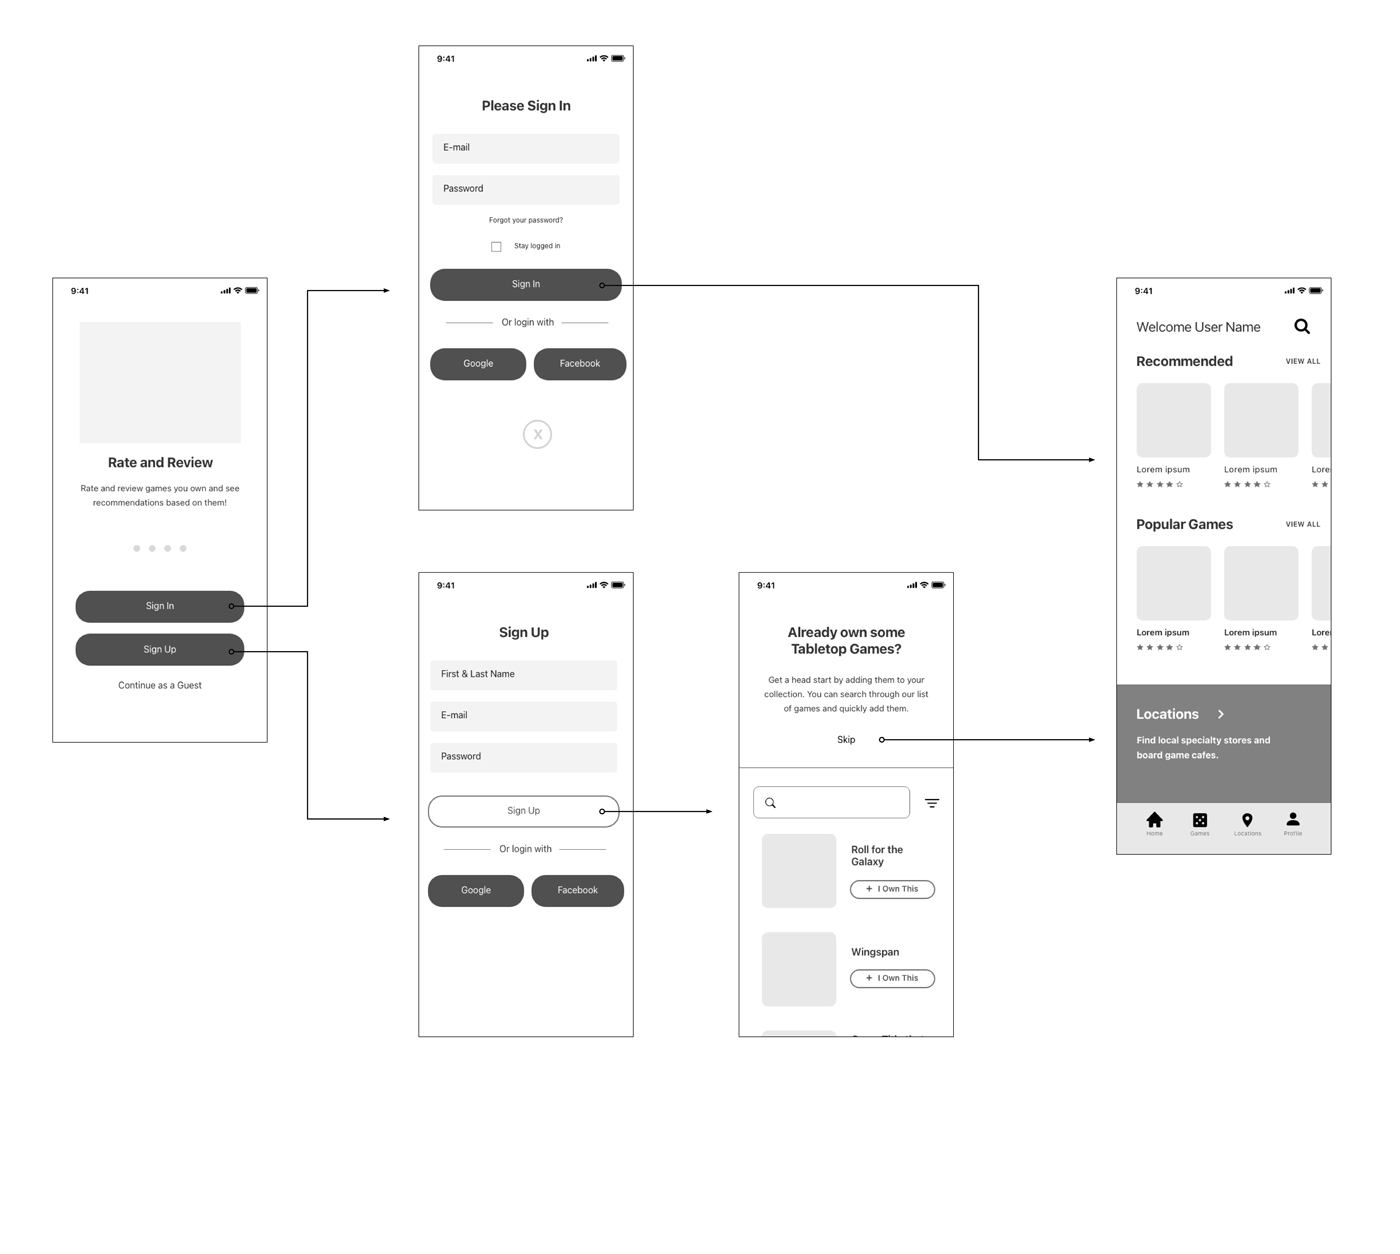 9:41
Rate and Review
Rate and review games you own and see
recommendations based on them!
Sign In
Sign Up
Continue as a Guest
9:41
Please Sign In
E-mail
Password
Forgot your password?
Stay logged in
Sign In
Or login with
Google
Facebook
X
9:41
Sign Up
First & Last Name
E-mail
Password
Sign Up
Or login with
Google
Facebook
9:41
Already own some
Tabletop Games?
Get a head start by adding them to your
collection. You can search through our list
of games and quickly add them.
Skip
Roll for the
Galaxy
+ I Own This
Wingspan
+ I Own This
9:41
Welcome User Name
Recommended
VIEW ALL
Lorem ipsum
Lorem ipsum
Lore
Popular Games
VIEW ALL
Lorem ipsum
Lorem ipsum
Lore
Locations
Find local specialty stores and
board game cafes.
Home
Games
Locations
Profile